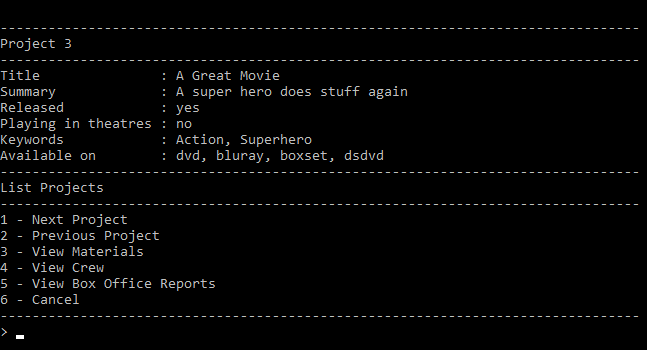 --------------------------------------------------------------------------------
Project 3
--------------------------------------------------------------------------------
Title               : A Great Movie
Summary             : A super hero does stuff again
Released            : yes
Playing in theatres : no
Keywords            : Action, Superhero
Available on        : dvd, bluray, boxset, dsdvd
--------------------------------------------------------------------------------
List Projects
--------------------------------------------------------------------------------
1 - Next Project
2 - Previous Project
3 - View Materials
4 - View Crew
5 - View Box Office Reports
6 - Cancel
--------------------------------------------------------------------------------
> _